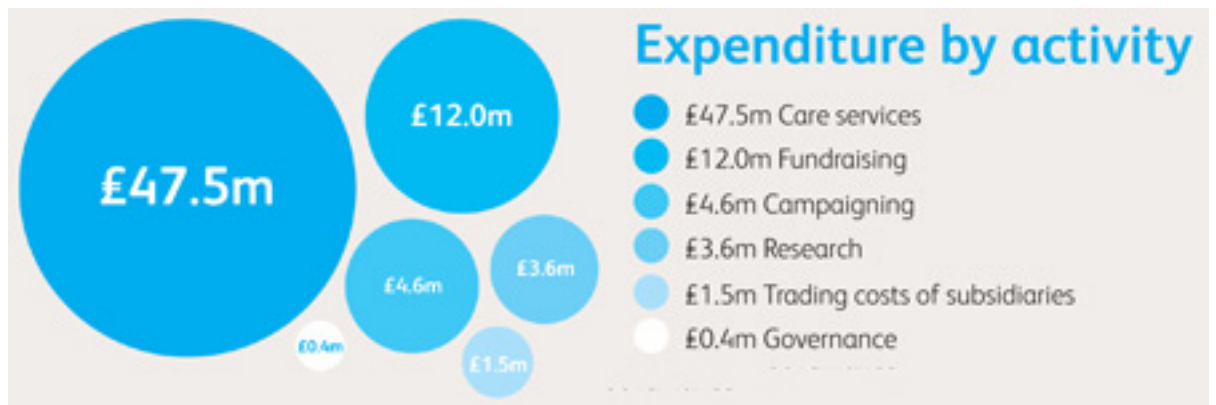 Expenditure by activity
£47.5m
£12.0m
£4.6m
£3.6m
£0.4m
£1.5m
£47.5m Care services
£12.0m Fundraising
£4.6m Campaigning
£3.6m Research
£1.5m Trading costs of subsidiaries
£0.4m Governance